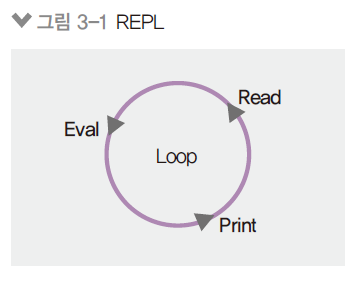 그림 3-1 REPL
Read
Eval
Loop
Print